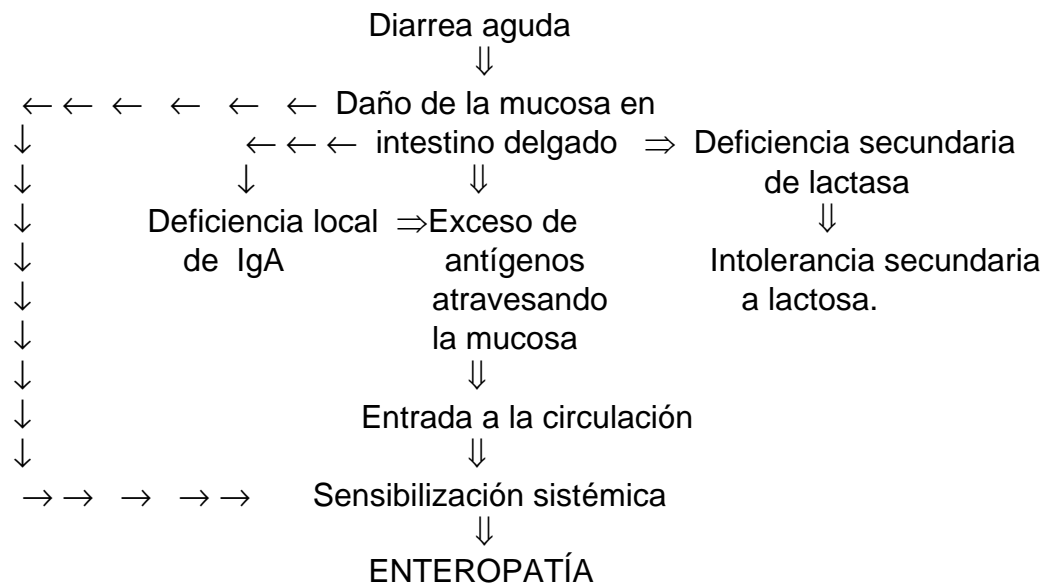 Diarrea aguda
⇓
← ← ← ← ← ← Daño de la mucosa en
↓ ← ← ← intestino delgado ⇒ Deficiencia secundaria
↓ ↓ ⇓ de lactasa
↓ Deficiencia local ⇒Exceso de ⇓
↓ de IgA antígenos Intolerancia secundaria
↓ atravesando a lactosa.
↓ la mucosa
↓ ⇓
↓ Entrada a la circulación
↓ ⇓
→ → → → → Sensibilización sistémica
⇓
ENTEROPATÍA